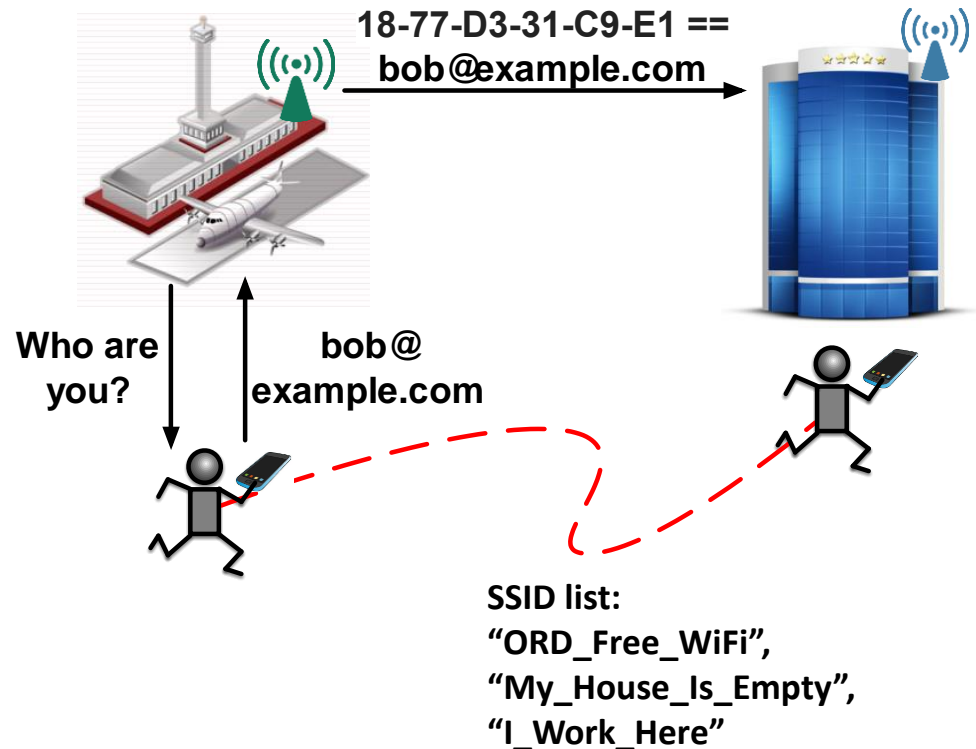 18-77-D3-31-C9-E1 ==
bob@example.com
Who are
you?
bob@
example.com
SSID list:
“ORD_Free_WiFi”,
“My_House_Is_Empty”,
“I_Work_Here”